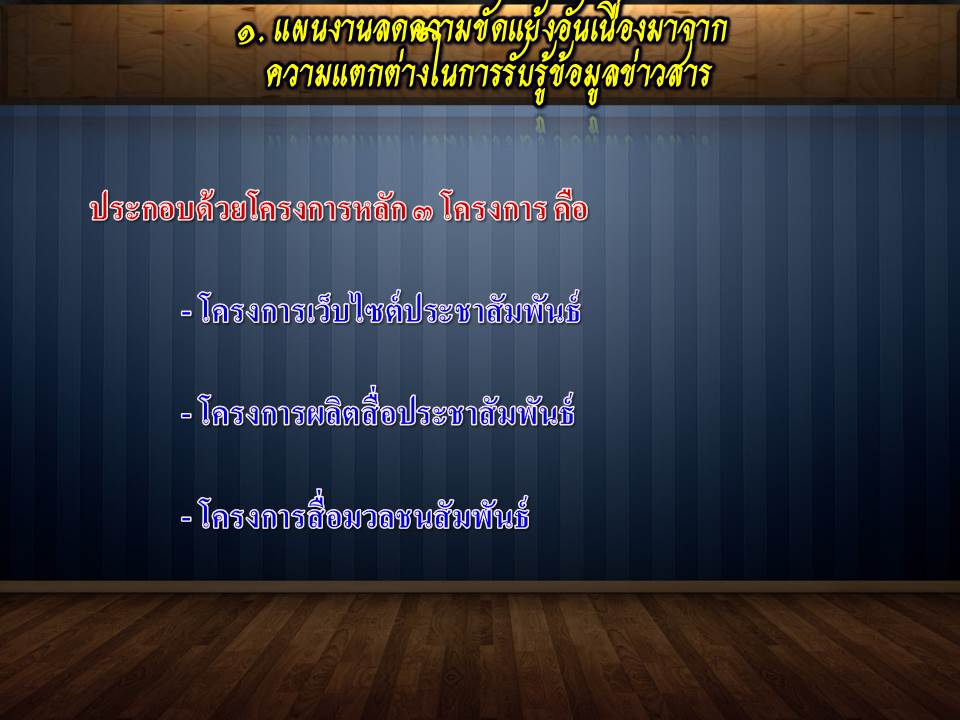 ๑. แผนงานลดความขัดแย้งอันเนื่องมาจาก
ความแตกต่างในการรับรู้ข้อมูลข่าวสาร
ประกอบด้วยโครงการหลัก ๓ โครงการ คือ
- โครงการเว็บไซต์ประชาสัมพันธ์
- โครงการผลิตสื่อประชาสัมพันธ์
- โครงการสื่อมวลชนสัมพันธ์